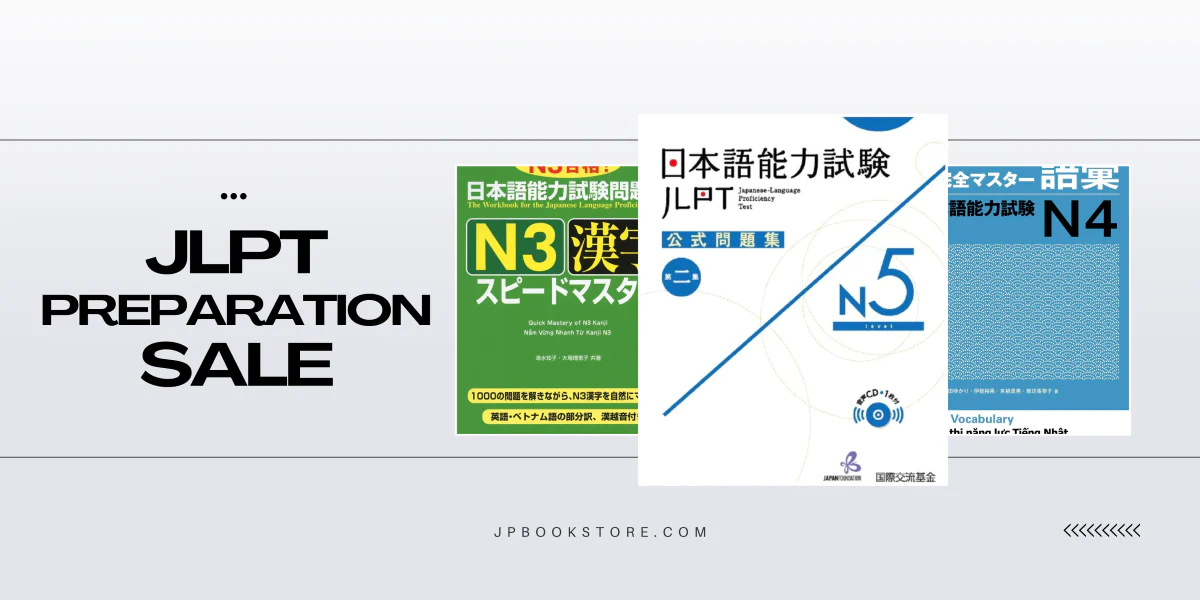 JLPT
PREPARATION
SALE
N3合格!
日本語能力試験問
The Workbook for the Japanese Language
N3 漢字
スピードマスタ
Quick Mastery of N3 Kanji
Nắm Vững Nhanh Từ Kanji N3
清水知子・大場理恵子 共著
1000の問題を解きながら、N3漢字を自然に
英語・ベトナム語の部分訳、漢越音付
日本語能力試験
JLPT
Japanese-Language
Proficiency
Test
公式問題集
第二集
N5
level
音声CD・1枚付
JAPANFOUNDATION
国際交流基金
全マスター 語彙
語能力試験 N4
Vocabulary
thi năng lực Tiếng Nhật
JPBOOKSTORE.COM